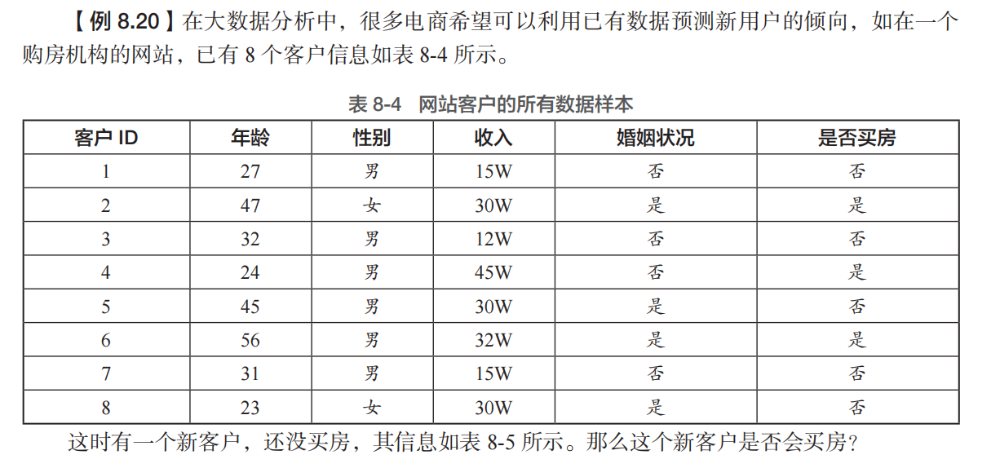 【例 8.20】在大数据分析中，很多电商希望可以利用已有数据预测新用户的倾向，如在一个
购房机构的网站，已有 8 个客户信息如表 8-4 所示。
表 8-4 网站客户的所有数据样本
客户 ID 年龄 性别 收入 婚姻状况 是否买房
1 27 男 15W 否 否
2 47 女 30W 是 是
3 32 男 12W 否 否
4 24 男 45W 否 是
5 45 男 30W 是 否
6 56 男 32W 是 是
7 31 男 15W 否 否
8 23 女 30W 是 否
这时有一个新客户，还没买房，其信息如表 8-5 所示。那么这个新客户是否会买房？